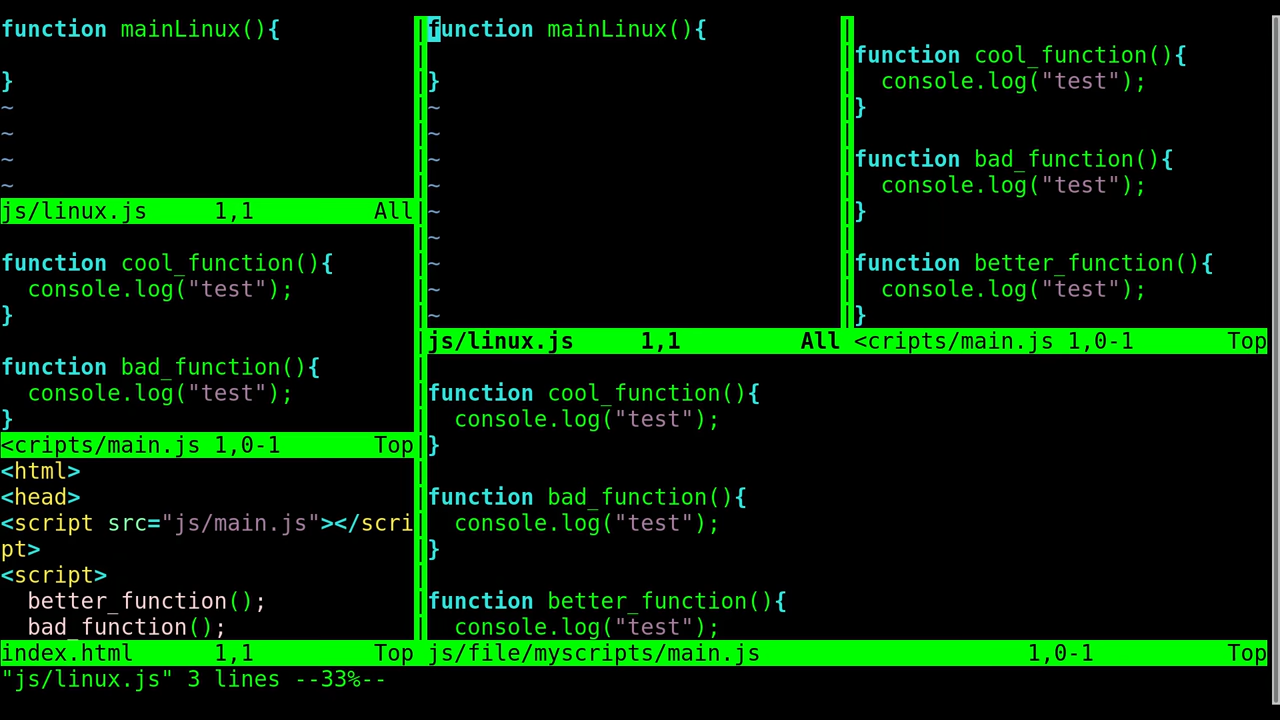 function mainLinux(){
}
~
~
~
~
js/linux.js 1,1 All
function cool_function(){
console.log("test");
}
function bad_function(){
console.log("test");
}
<cripts/main.js 1,0-1 Top
<html>
<head>
<script src="js/main.js"></scri
pt>
<script>
better_function();
bad_function();
index.html 1,1 Top
function mainLinux(){
}
~
~
~
~
~
~
~
~
~
js/linux.js 1,1 All
function cool_function(){
console.log("test");
}
function bad_function(){
console.log("test");
}
function better_function(){
console.log("test");
}
<cripts/main.js 1,0-1 Top
function cool_function(){
console.log("test");
}
function bad_function(){
console.log("test");
}
function better_function(){
console.log("test");
js/file/myscripts/main.js 1,0-1 Top
"js/linux.js" 3 lines --33%--